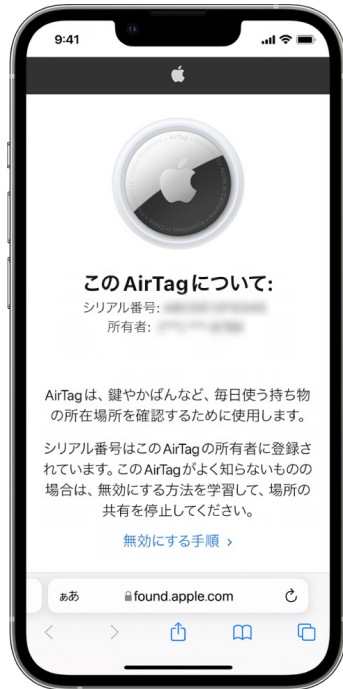 9:41
このAirTagについて:
シリアル番号:
所有者:
AirTagは、鍵やかばんなど、毎日使う持ち物
の所在場所を確認するために使用します。
シリアル番号はこのAirTagの所有者に登録さ
れています。このAirTagがよく知らないものの
場合は、無効にする方法を学習して、場所の
共有を停止してください。
無効にする手順 >
ぁあ
found.apple.com